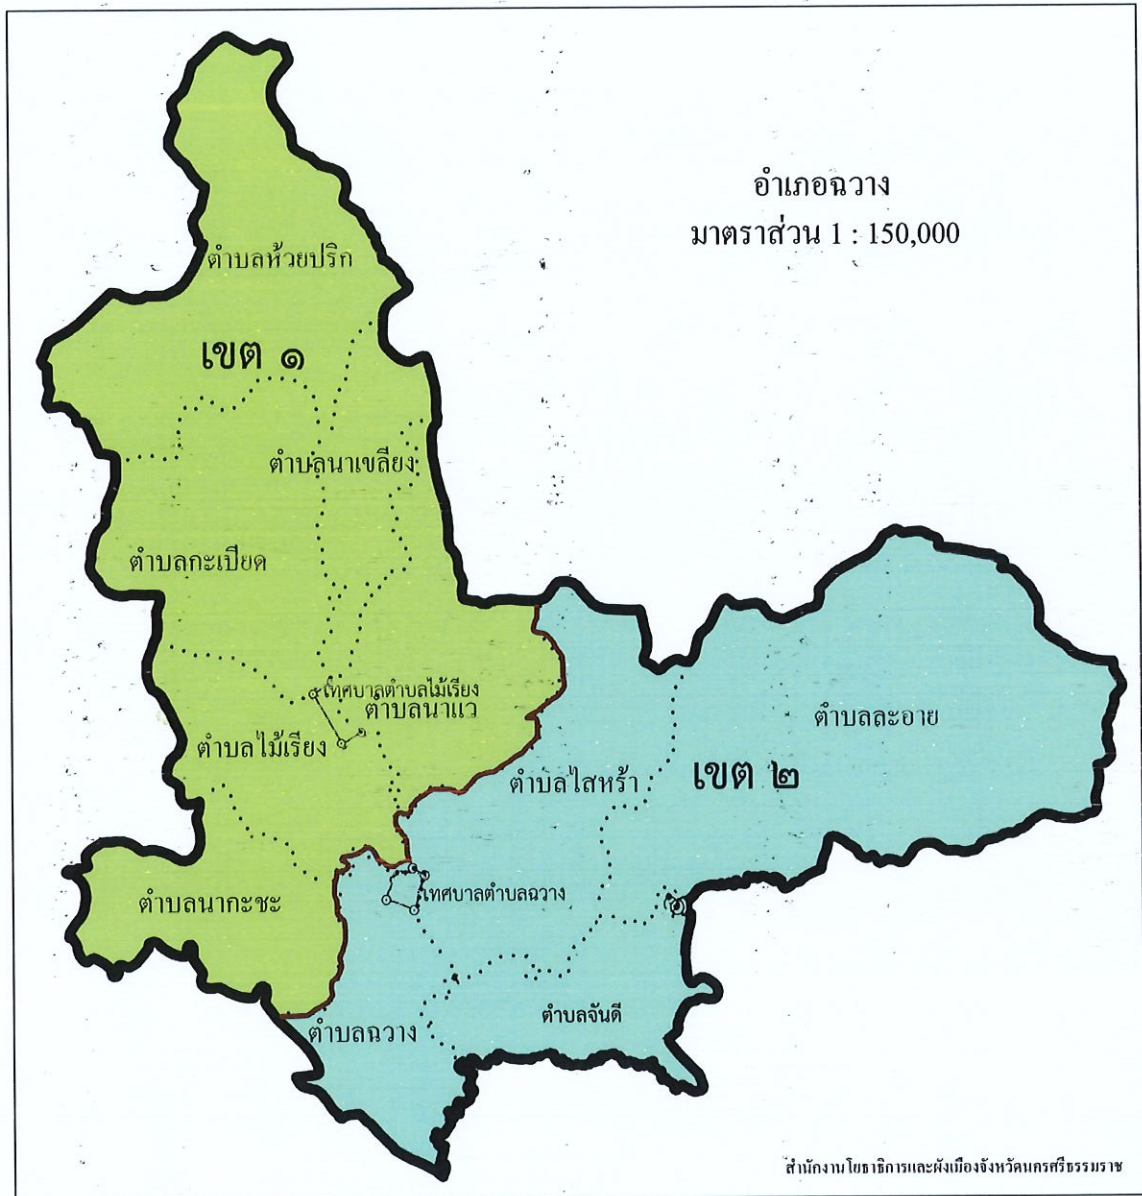 อำเภอฉวาง
มาตราส่วน 1 : 150,000
ตำบลห้วยปริก
เขต ๑
ตำบลนาเขลียง
ตำบลกะเปียด
เทศบาลตำบลไม้เรียง
ตำบลนาแว
ตำบลไม้เรียง
ตำบลละอาย
ตำบลไสหร้า
เขต ๒
เทศบาลตำบลฉวาง
ตำบลนากะชะ
ตำบลจันดี
ตำบลฉวาง
สำนักงานโยธาธิการและผังเมืองจังหวัดนครศรีธรรมราช